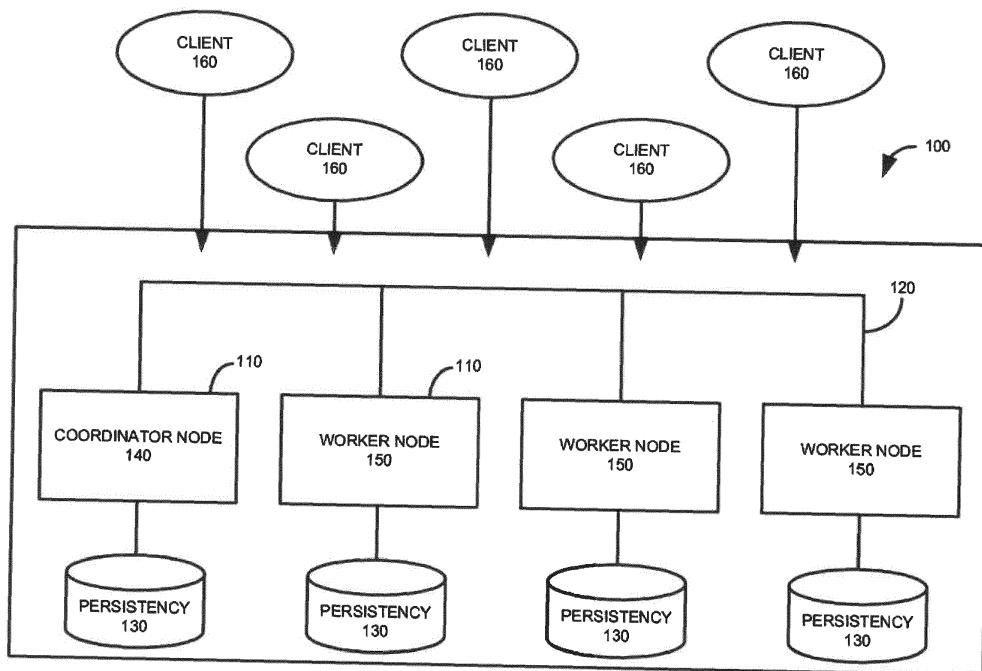 CLIENT
160
CLIENT
160
CLIENT
160
CLIENT
160
CLIENT
160
100
120
110
110
COORDINATOR NODE
140
WORKER NODE
150
WORKER NODE
150
WORKER NODE
150
PERSISTENCY
130
PERSISTENCY
130
PERSISTENCY
130
PERSISTENCY
130